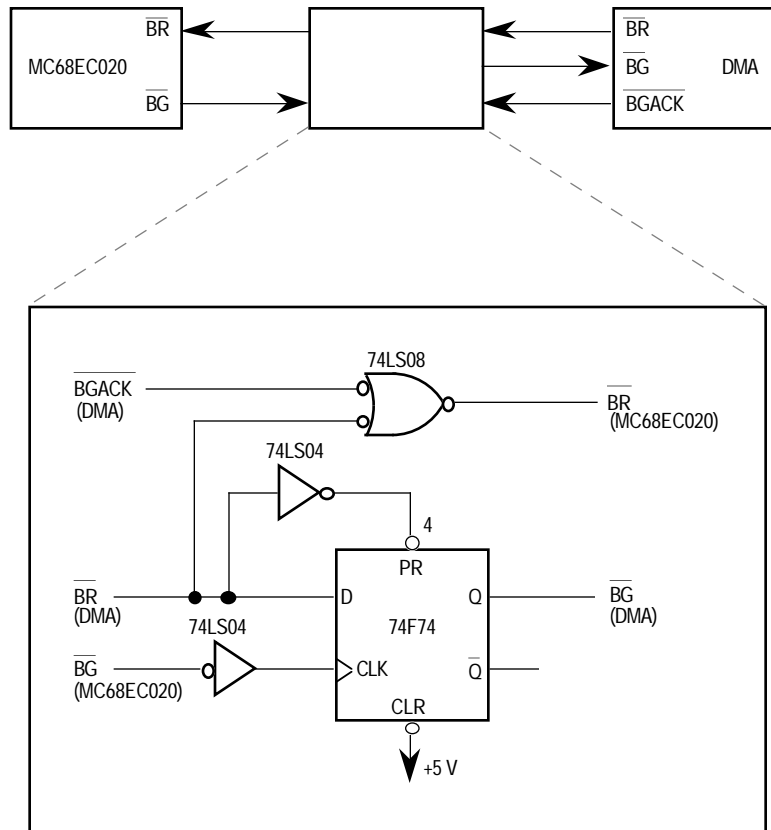 BR
BR
MC68EC020
BG
DMA
BG
BGACK
74LS08
BGACK
(DMA)
BR
(MC68EC020)
74LS04
4
PR
BR
(DMA)
D
Q
BG
(DMA)
74LS04
74F74
BG
(MC68EC020)
CLK
Q
CLR
+5 V